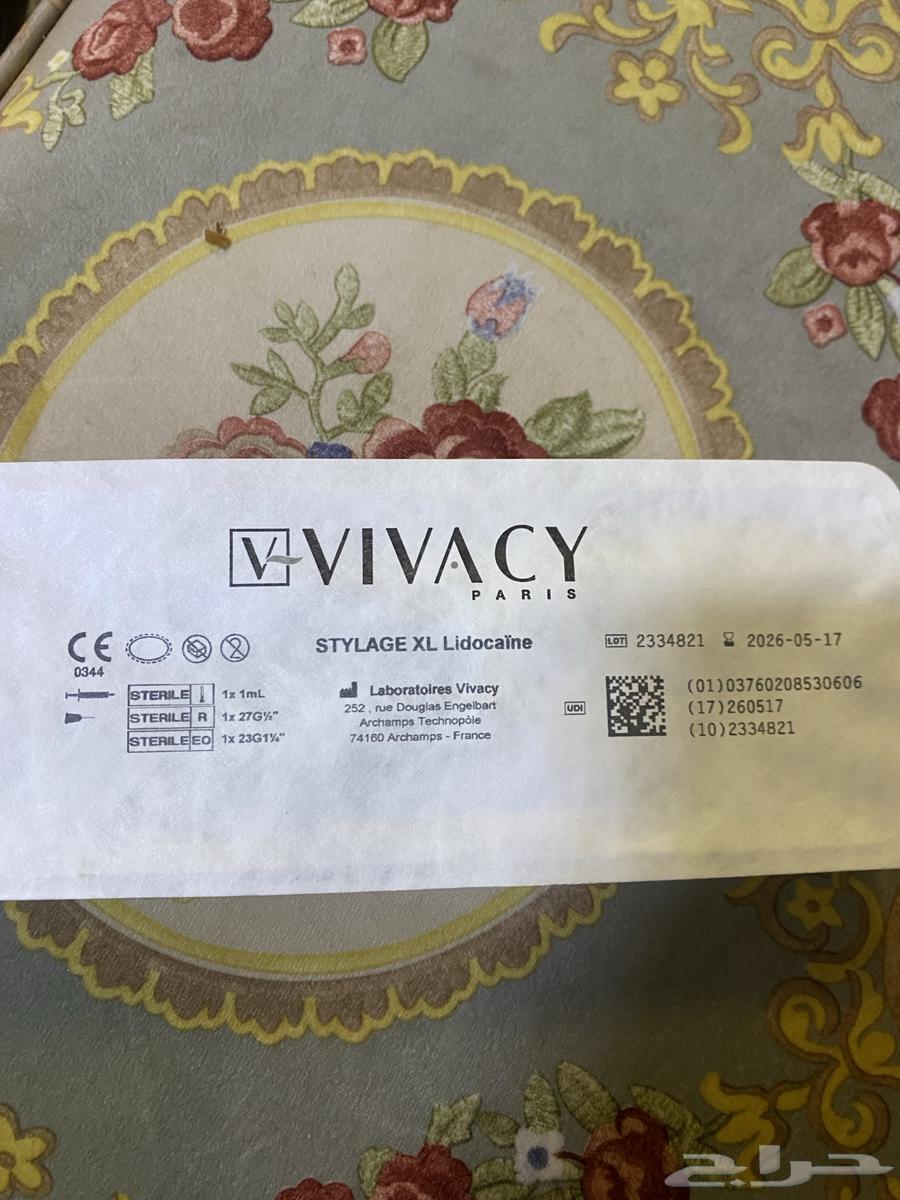 V VIVACY
PARIS
CE
0344
STERILE
1x 1mL
STERILE R
1x 27G½"
STERILE EO
1x 23G1¼"
STYLAGE XL Lidocaïne
Laboratoires Vivacy
252 , rue Douglas Engelbart
Archamps Technopôle
74160 Archamps - France
LOT 2334821 2026-05-17
UDI
(01)03760208530606
(17)260517
(10)2334821
حراج